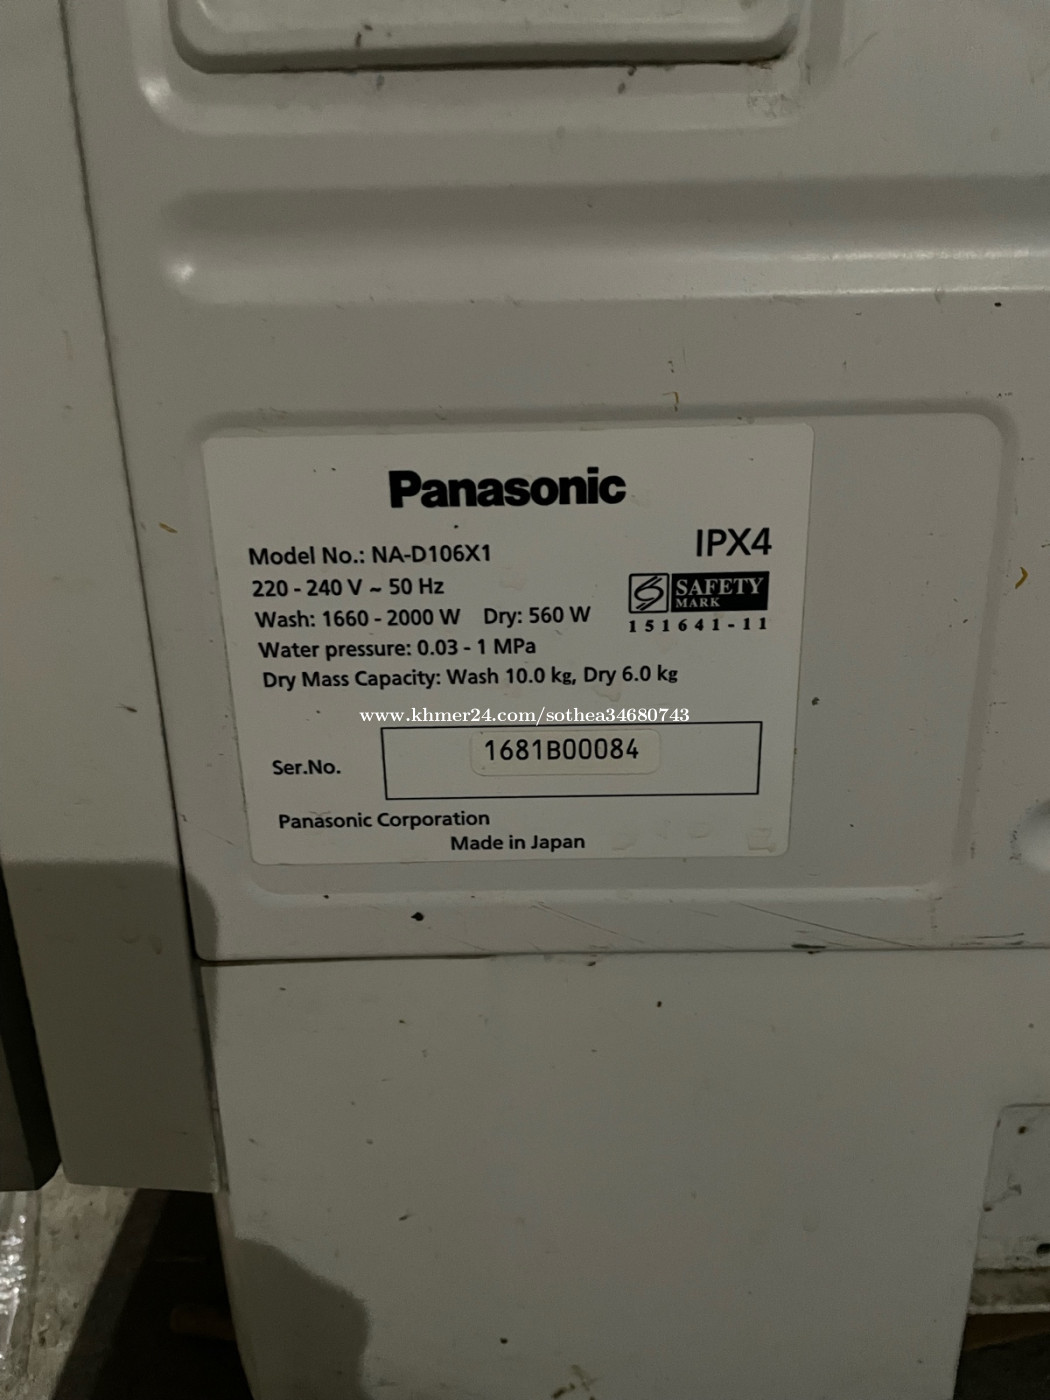 Panasonic
Model No.: NA-D106X1
IPX4
220 - 240 V ~ 50 Hz
SAFETY
MARK
Wash: 1660 - 2000 W Dry: 560 W
151641-11
Water pressure: 0.03 - 1 MPa
Dry Mass Capacity: Wash 10.0 kg, Dry 6.0 kg
www.khmer24.com/sothea34680743
Ser.No. 1681B00084
Panasonic Corporation
Made in Japan